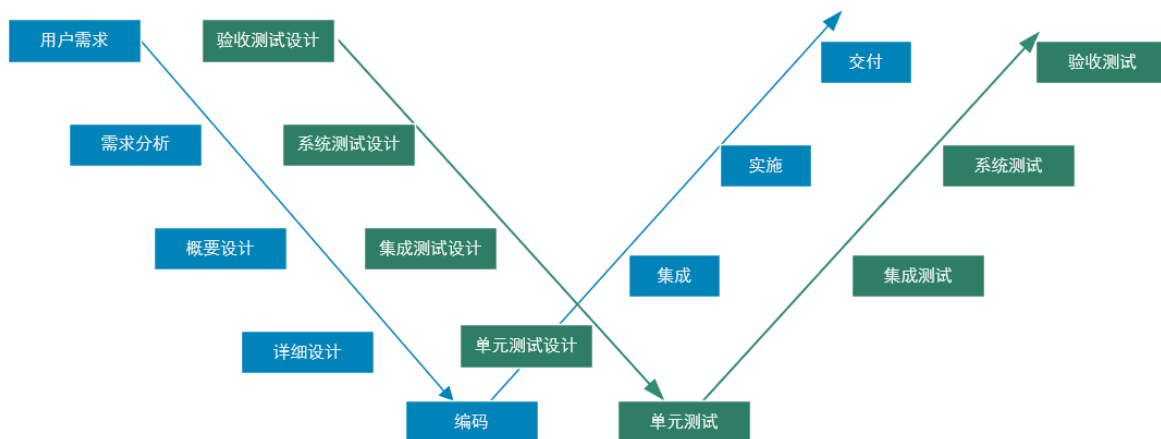 用户需求
验收测试设计
交付
验收测试
需求分析
系统测试设计
实施
系统测试
概要设计
集成测试设计
集成
集成测试
详细设计
单元测试设计
编码
单元测试